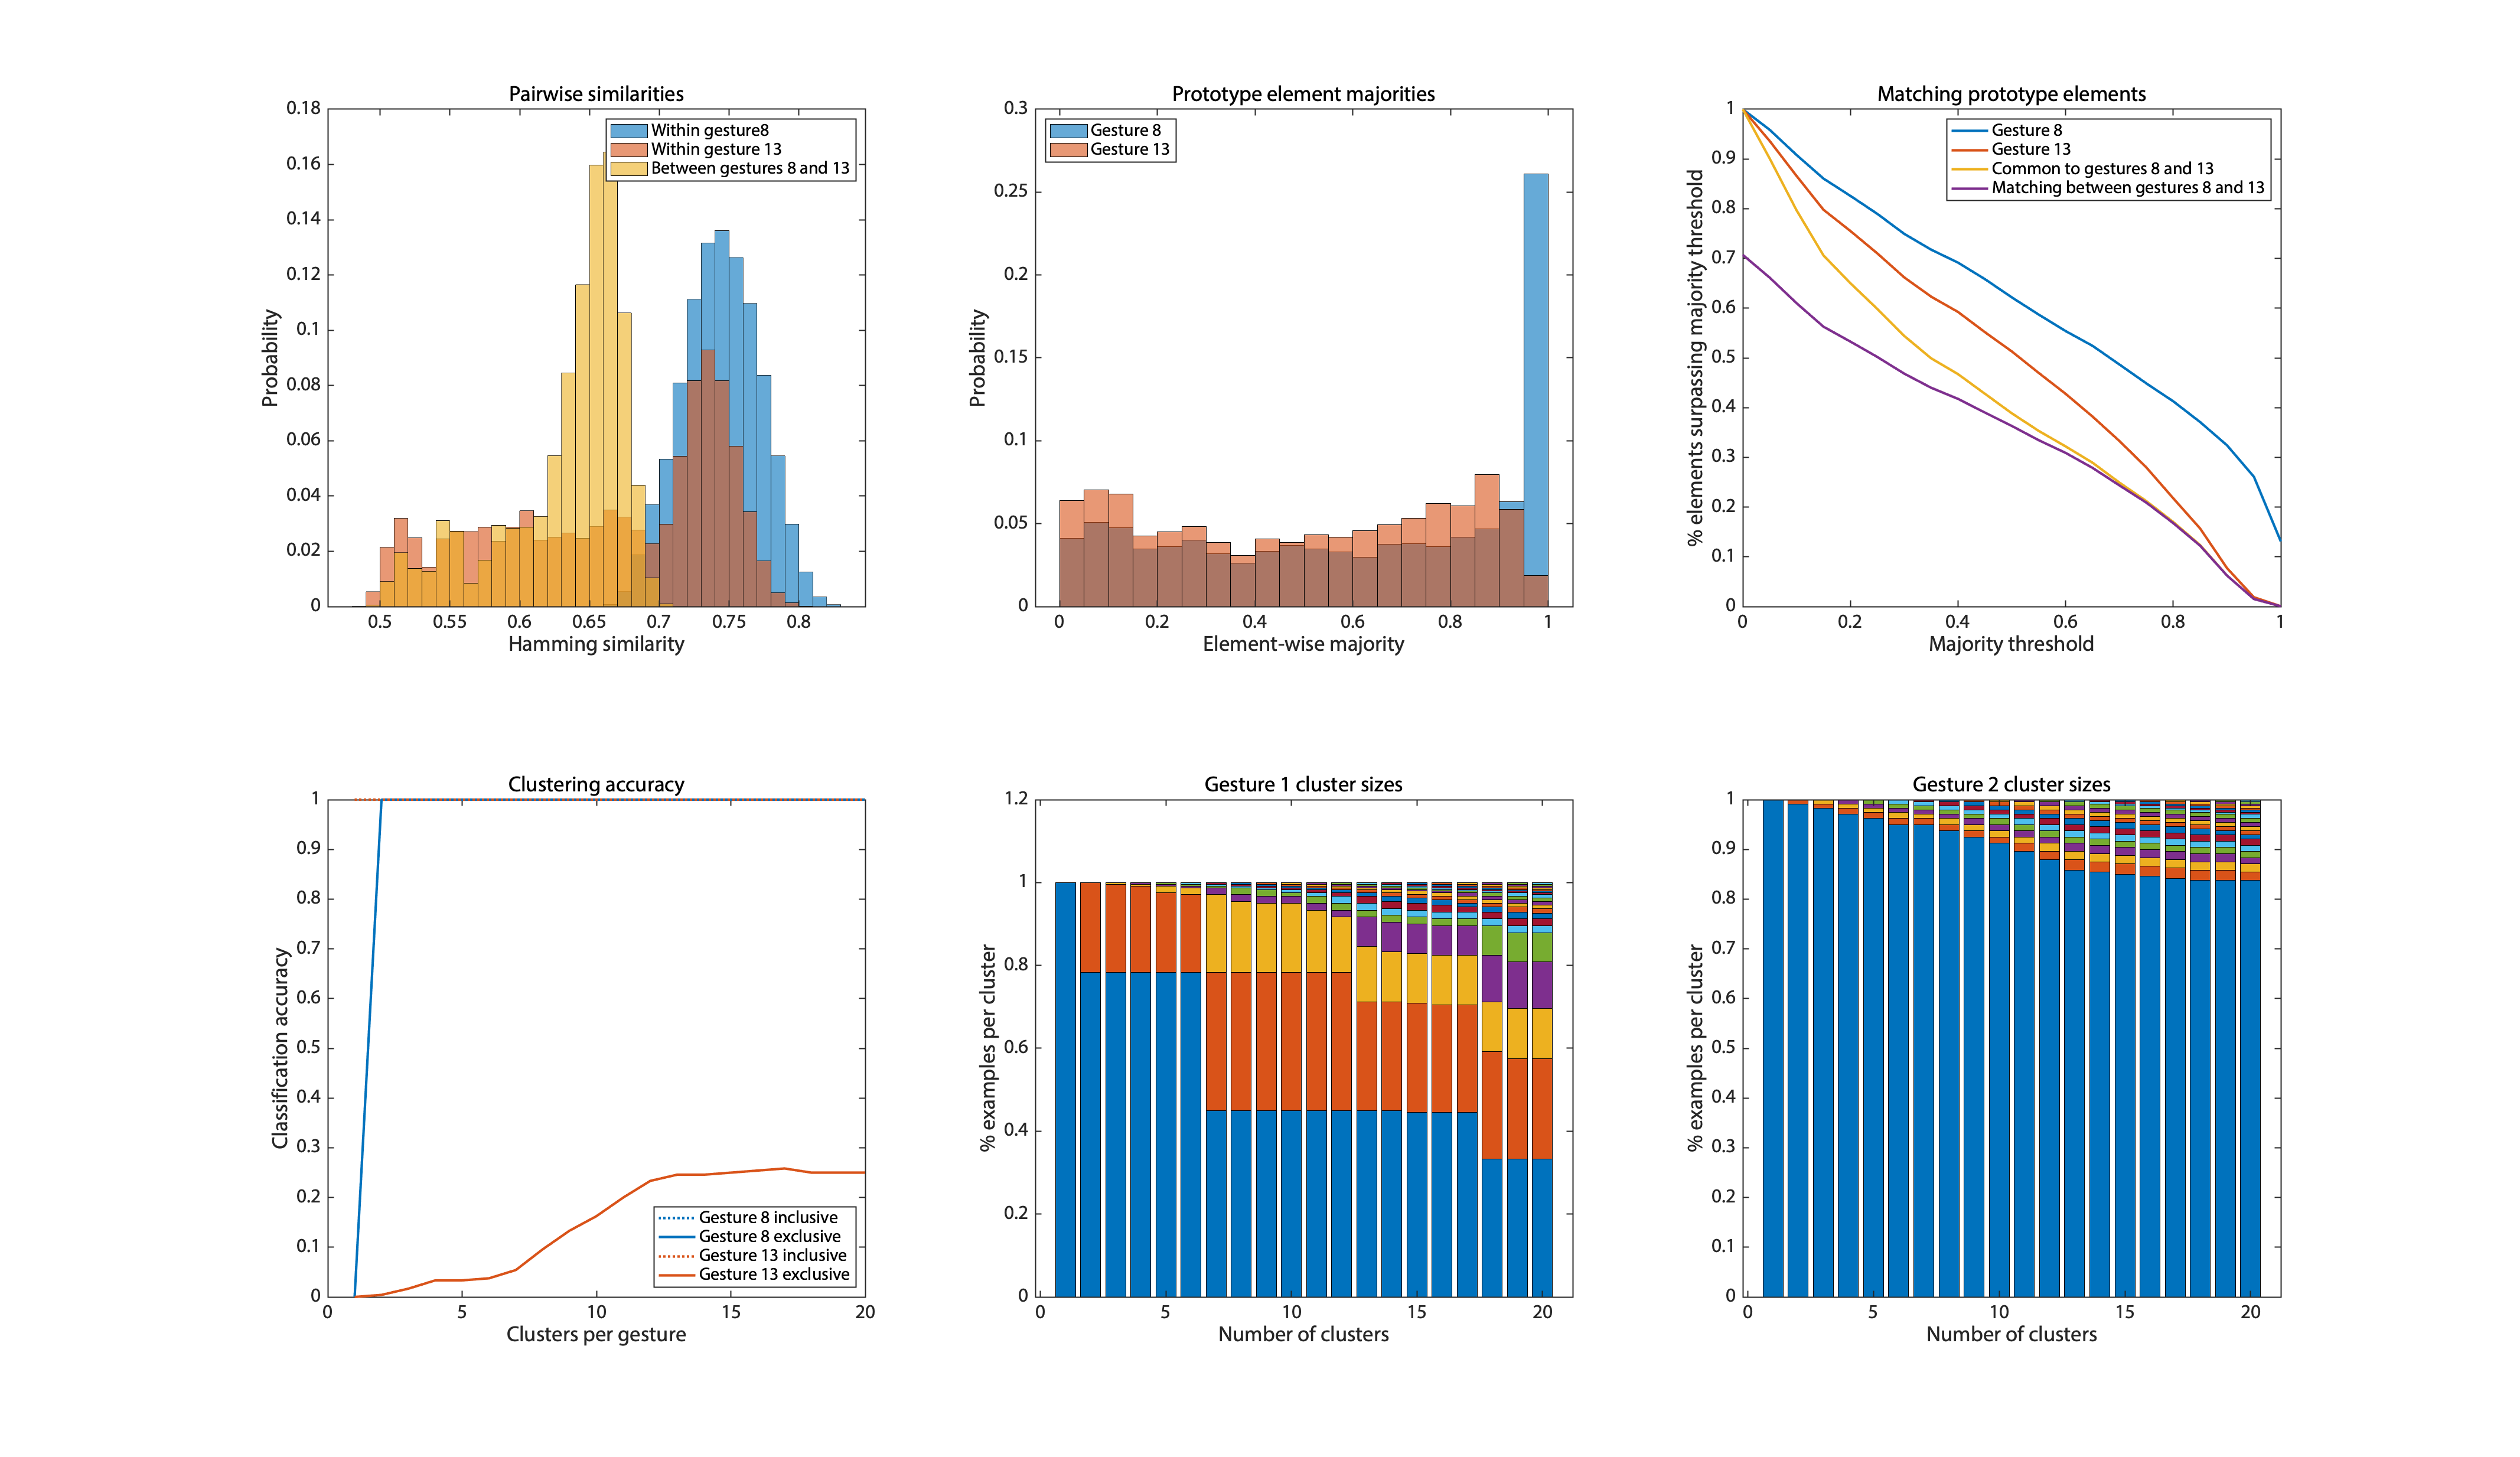 Pairwise similarities
0.18
0.16
0.14
0.12
0.1
0.08
0.06
0.04
0.02
0
Probability
Within gesture8
Within gesture 13
Between gestures 8 and 13
0.5 0.55 0.6 0.65 0.7 0.75 0.8
Hamming similarity
Prototype element majorities
0.3
0.25
0.2
0.15
0.1
0.05
0
Probability
Gesture 8
Gesture 13
0 0.2 0.4 0.6 0.8 1
Element-wise majority
Matching prototype elements
1
0.9
0.8
0.7
0.6
0.5
0.4
0.3
0.2
0.1
0
% elements surpassing majority threshold
Gesture 8
Gesture 13
Common to gestures 8 and 13
Matching between gestures 8 and 13
0 0.2 0.4 0.6 0.8 1
Majority threshold
Clustering accuracy
1
0.9
0.8
0.7
0.6
0.5
0.4
0.3
0.2
0.1
0
Classification accuracy
Gesture 8 inclusive
Gesture 8 exclusive
Gesture 13 inclusive
Gesture 13 exclusive
0 5 10 15 20
Clusters per gesture
Gesture 1 cluster sizes
1.2
1
0.8
0.6
0.4
0.2
0
% examples per cluster
0 5 10 15 20
Number of clusters
Gesture 2 cluster sizes
1
0.9
0.8
0.7
0.6
0.5
0.4
0.3
0.2
0.1
0
% examples per cluster
0 5 10 15 20
Number of clusters